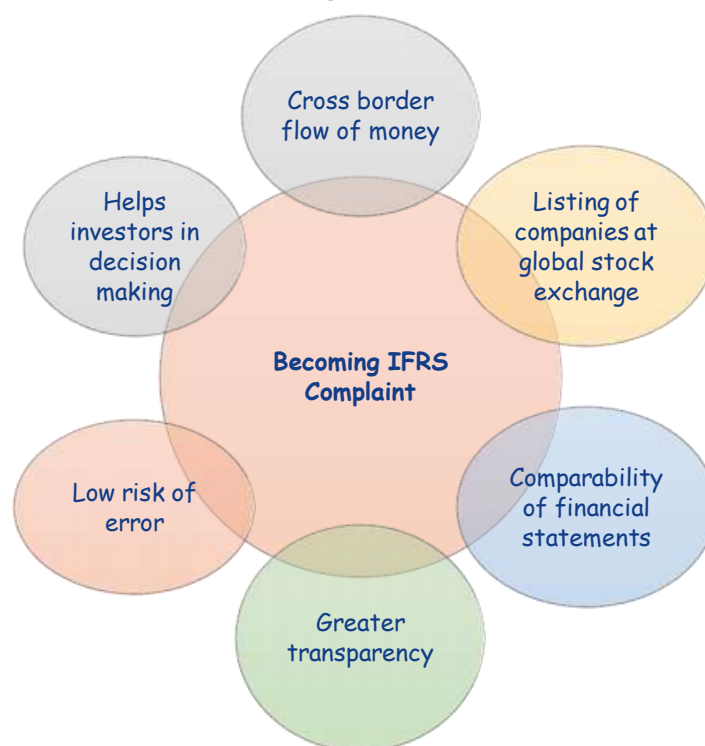 Cross border
flow of money
Listing of
companies at
global stock
exchange
Helps
investors in
decision
making
Becoming IFRS
Complaint
Comparability
of financial
statements
Low risk of
error
Greater
transparency